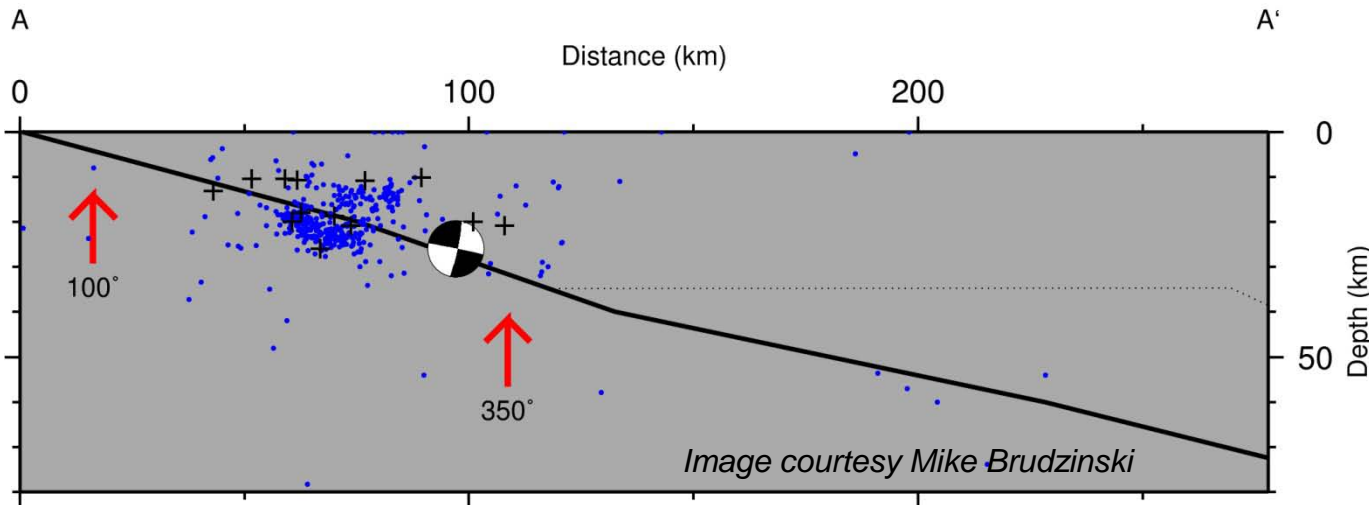 A A‘
Distance (km)
0 100 200
0
100˚
50
350˚
Depth (km)
Image courtesy Mike Brudzinski